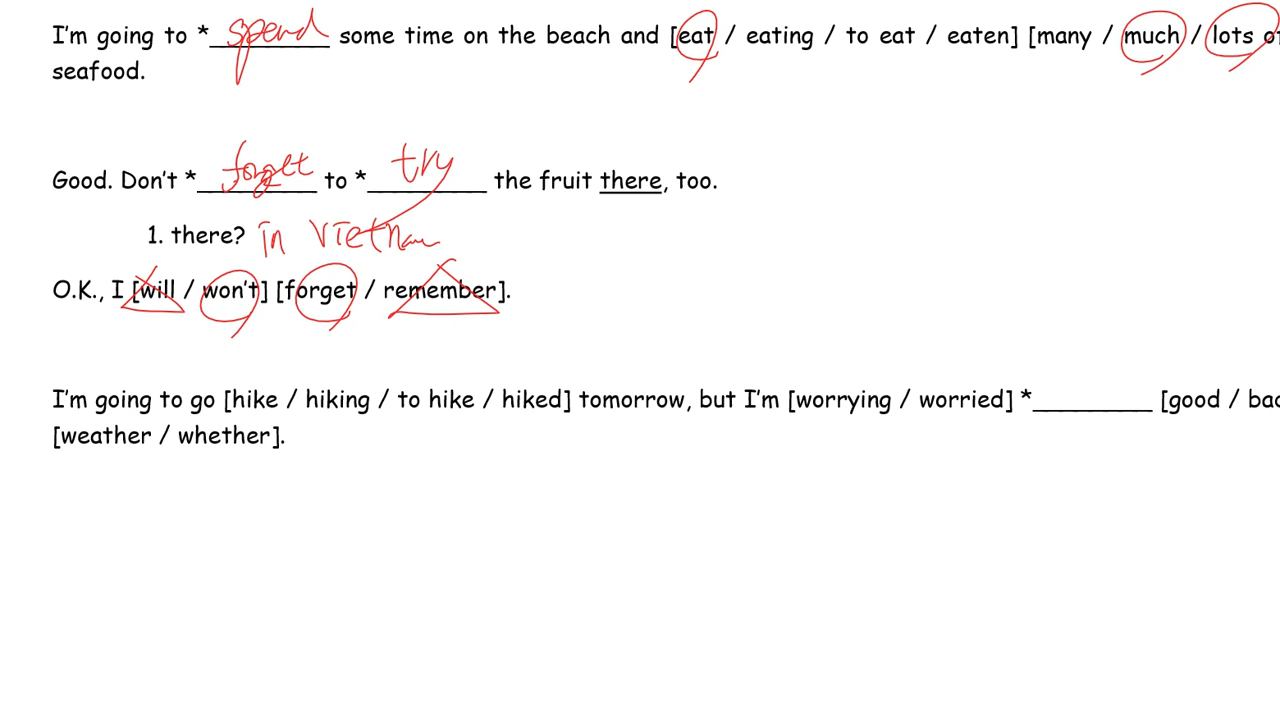 I'm going to *spend some time on the beach and [eat / eating / to eat / eaten] [many / much / lots of
seafood.
Good. Don't *forget to *try the fruit there, too.
1. there? in Vietnam
O.K., I [will / won't] [forget / remember].
I'm going to go [hike / hiking / to hike / hiked] tomorrow, but I'm [worrying / worried] *_________ [good / bad
[weather / whether].